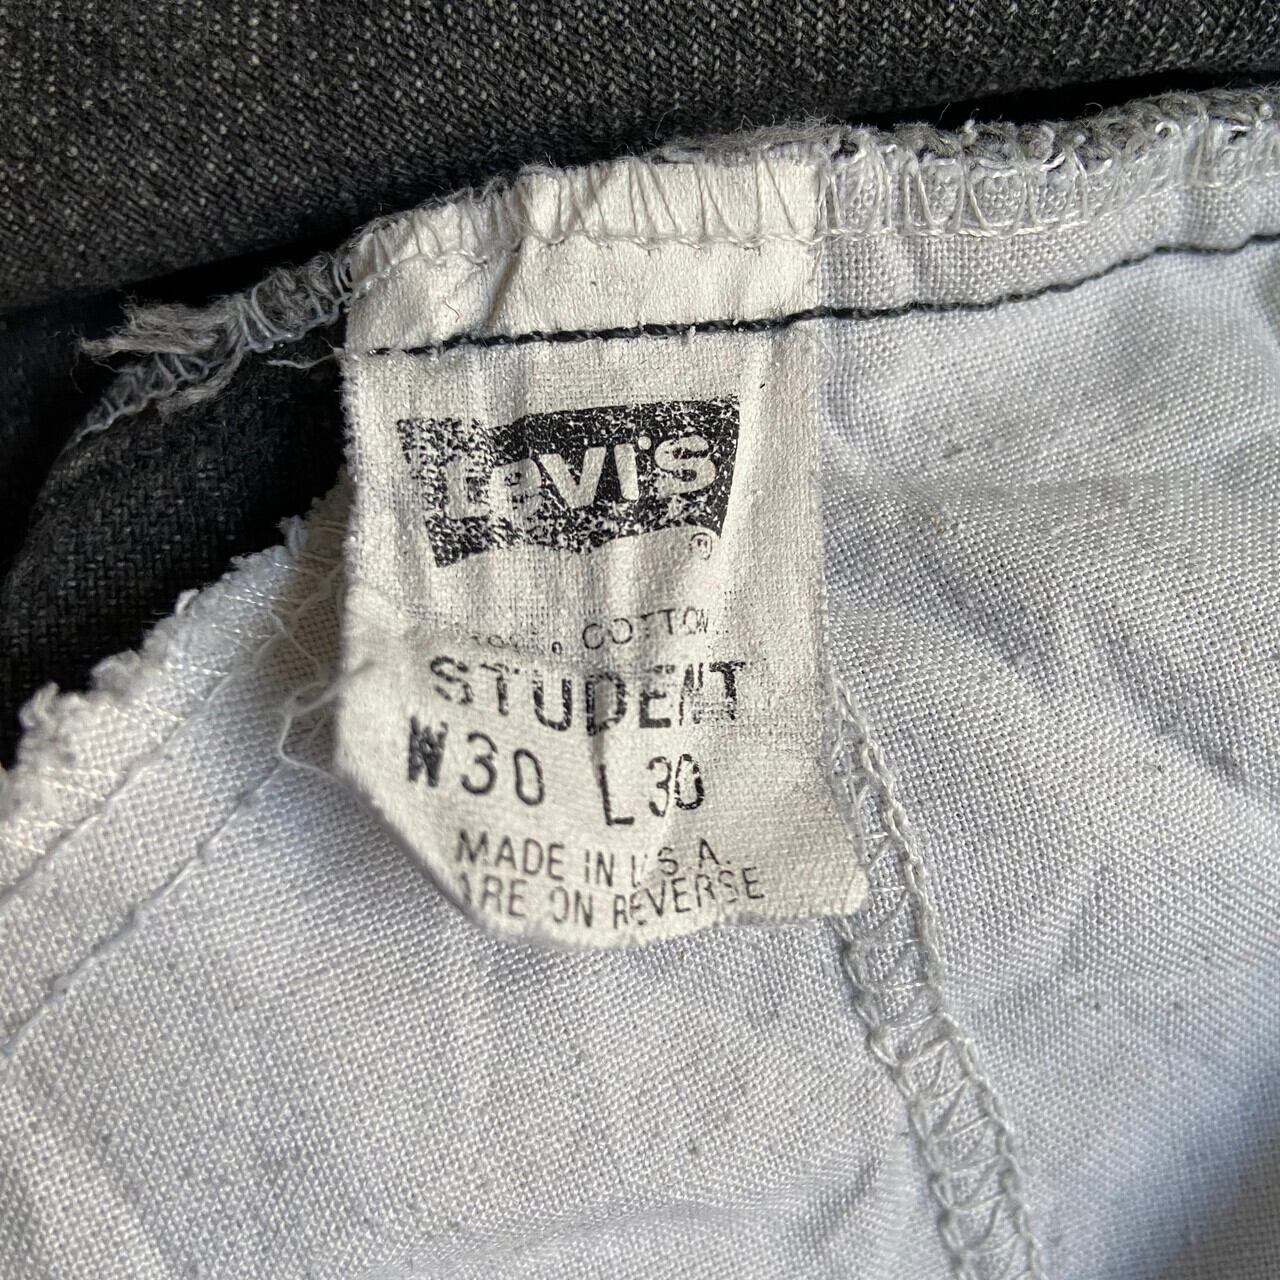 Levi's
®
COTTON
STUDENT
W30 L30
MADE IN U.S.A.
ARE ON REVERSE